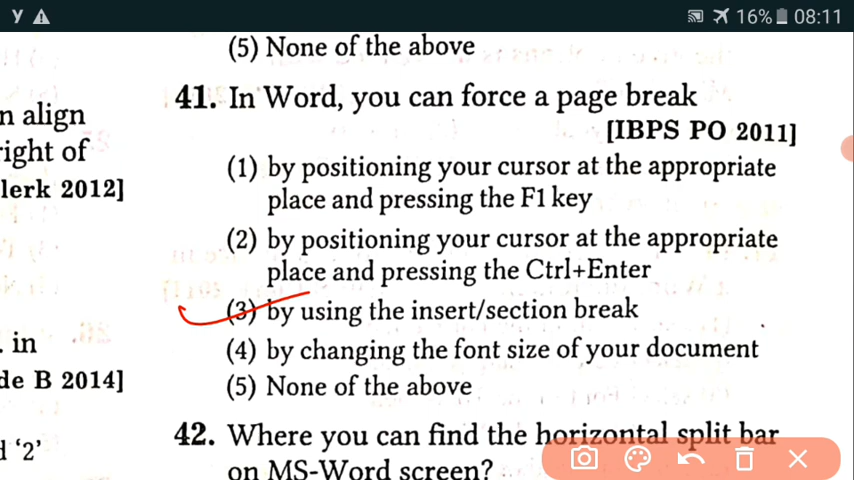 y 16% 08:11
(5) None of the above
41. In Word, you can force a page break
[IBPS PO 2011]
n align
right of
lerk 2012]
(1) by positioning your cursor at the appropriate
place and pressing the F1 key
(2) by positioning your cursor at the appropriate
place and pressing the Ctrl+Enter
(3) by using the insert/section break
. in
(4) by changing the font size of your document
de B 2014]
(5) None of the above
42. Where you can find the horizontal split bar
d ‘2’
on MS-Word screen?